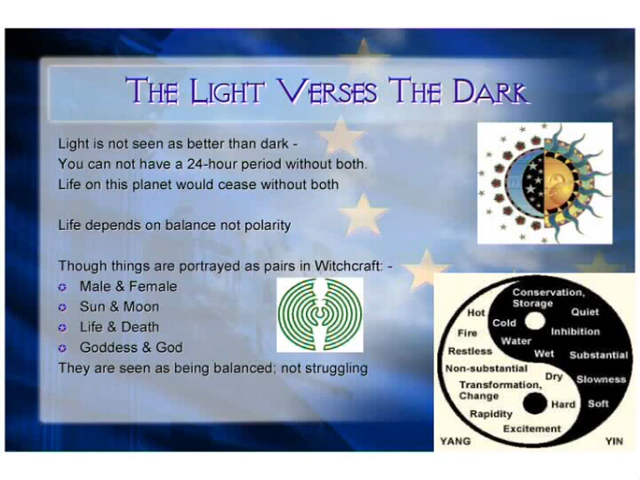 The Light Verses The Dark
Light is not seen as better than dark -
You can not have a 24-hour period without both.
Life on this planet would cease without both
Life depends on balance not polarity
Though things are portrayed as pairs in Witchcraft: -
Male & Female
Sun & Moon
Life & Death
Goddess & God
They are seen as being balanced; not struggling
Conservation,
Storage
Hot
Quiet
Cold
Fire
Inhibition
Water
Restless
Wet
Substantial
Non-substantial
Dry
Slowness
Transformation,
Change
Hard
Soft
Rapidity
Excitement
YANG
YIN